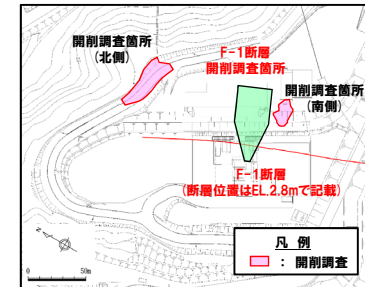 開削調査箇所
(北側)
F-1断層
開削調査箇所
開削調査箇所
(南側)
F-1断層
(断層位置はEL.2.8mで記載)
凡 例
： 開削調査
N
0
50m